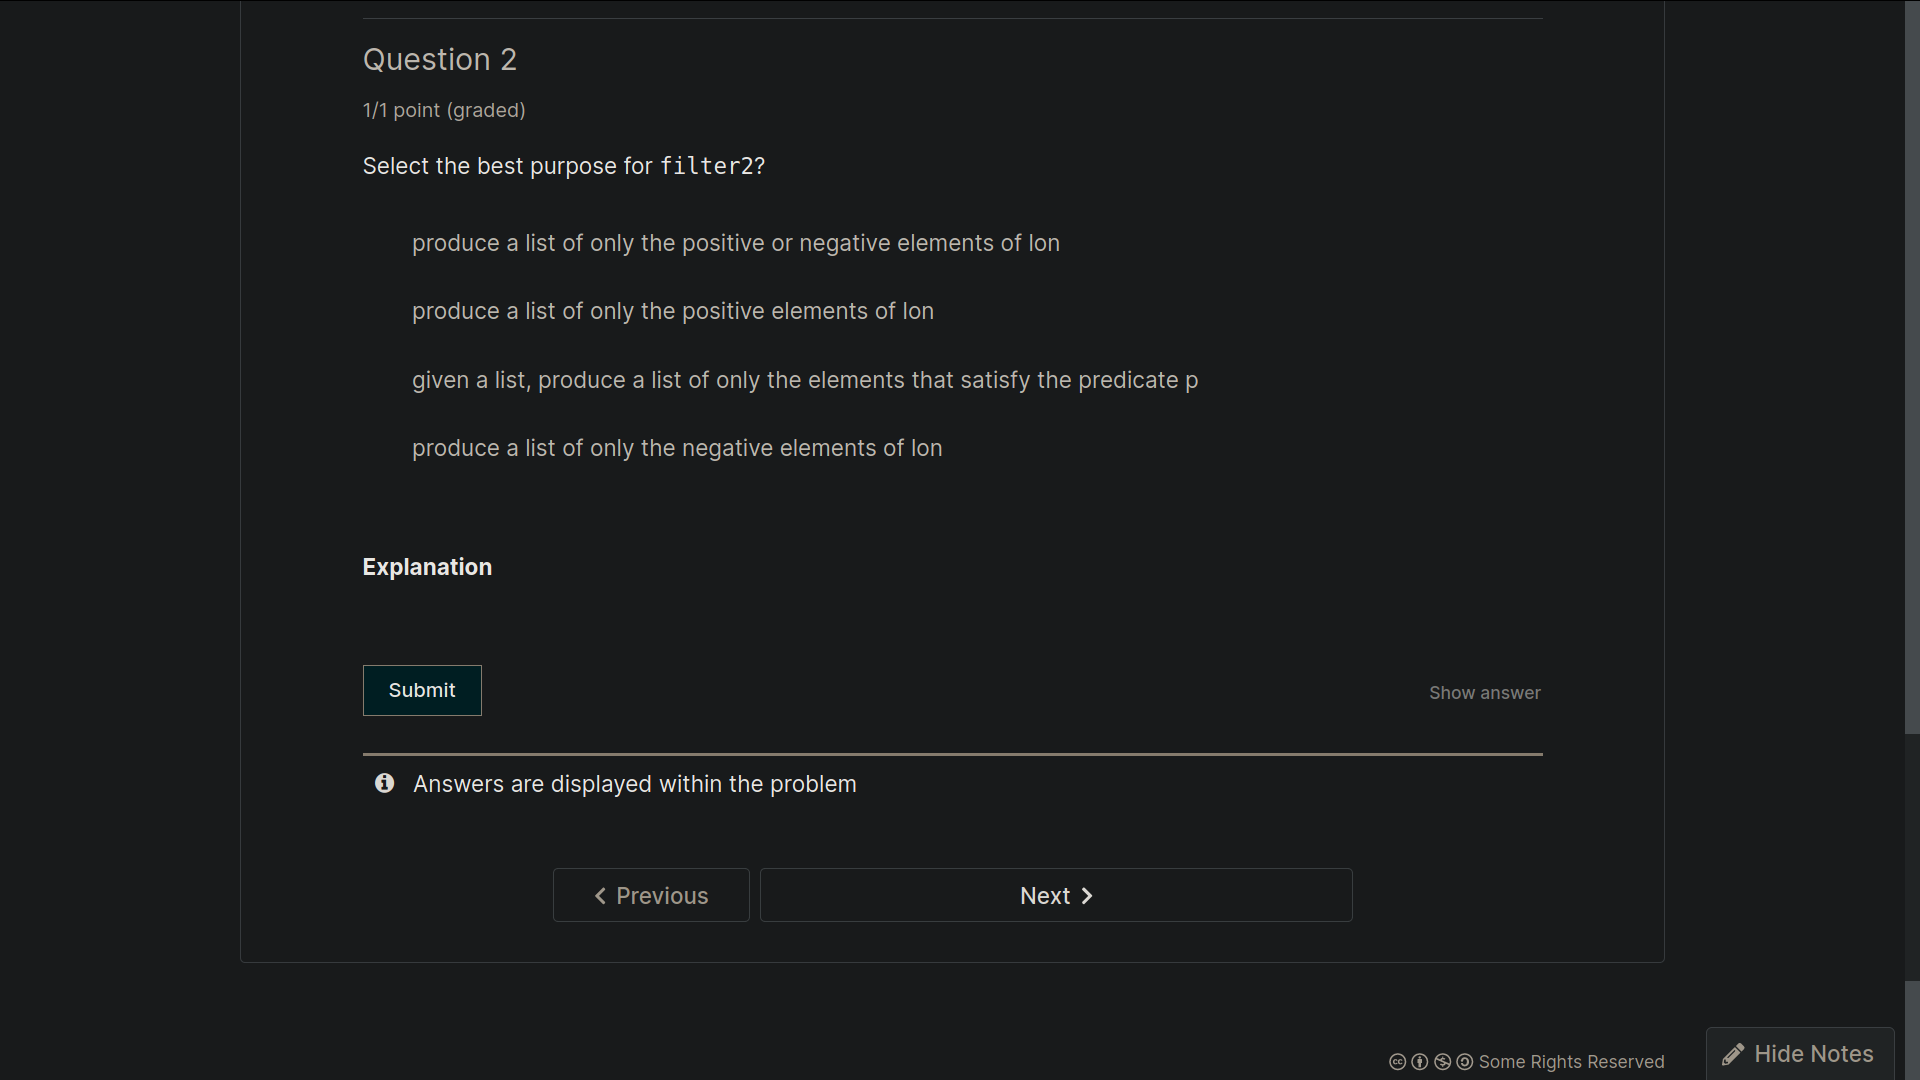 Question 2
1/1 point (graded)
Select the best purpose for filter2?
produce a list of only the positive or negative elements of lon
produce a list of only the positive elements of lon
given a list, produce a list of only the elements that satisfy the predicate p
produce a list of only the negative elements of lon
Explanation
Submit
Show answer
Answers are displayed within the problem
Previous
Next
Some Rights Reserved
Hide Notes